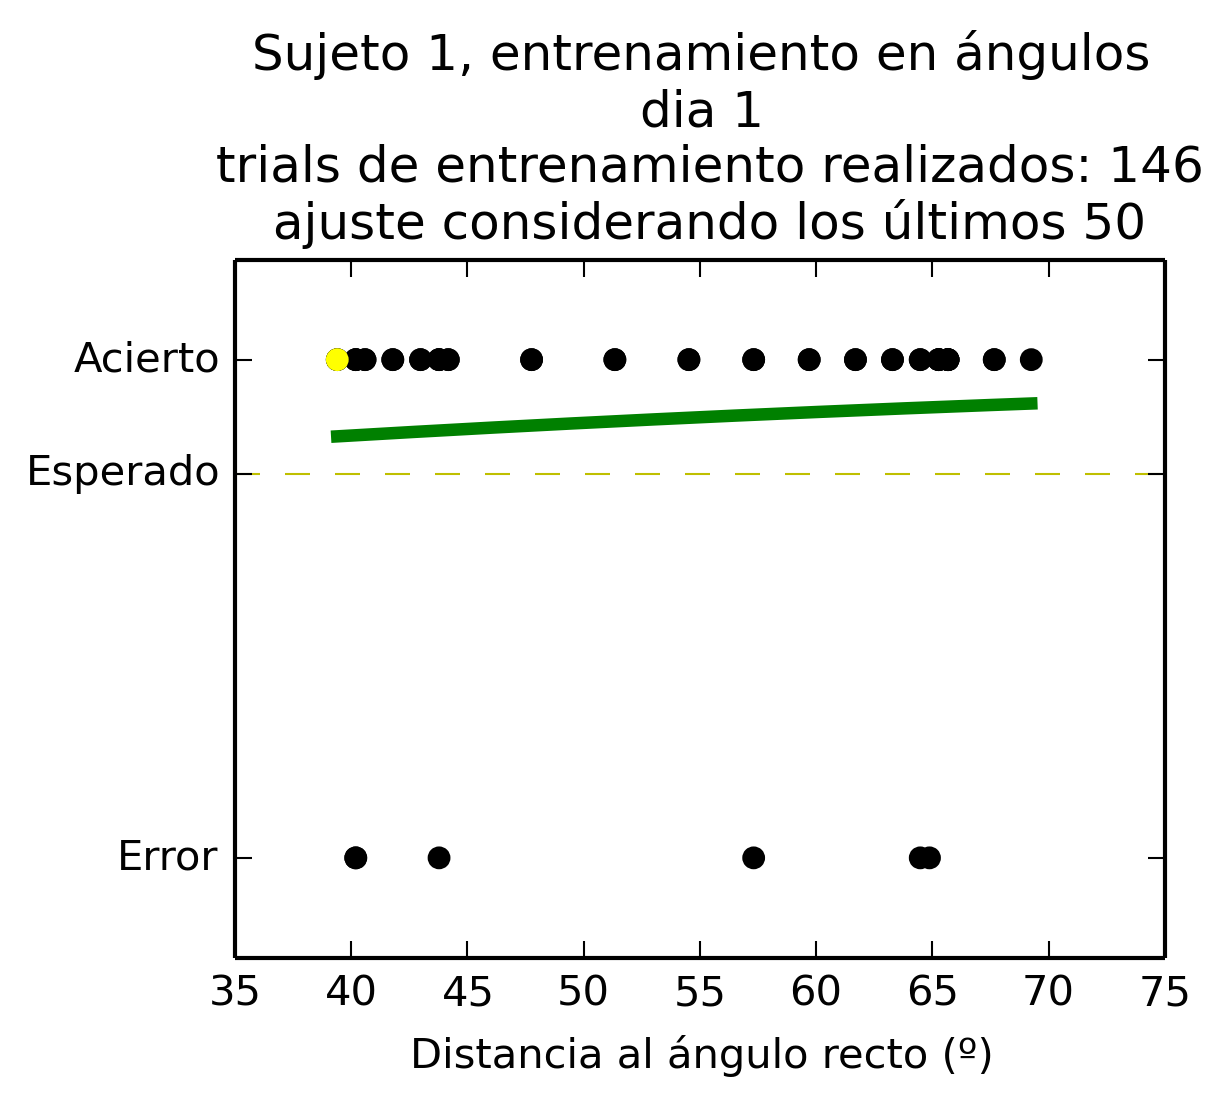 Sujeto 1, entrenamiento en ángulos
dia 1
trials de entrenamiento realizados: 146
ajuste considerando los últimos 50
Acierto
Esperado
Error
35 40 45 50 55 60 65 70 75
Distancia al ángulo recto (º)